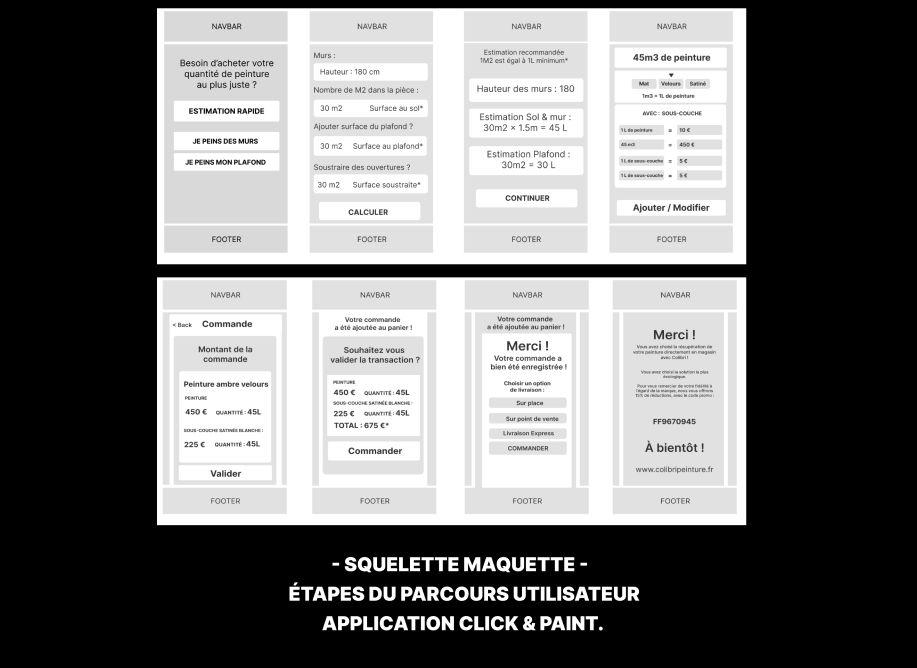 NAVBAR
Besoin d'acheter votre
quantité de peinture
au plus juste ?
ESTIMATION RAPIDE
JE PEINS DES MURS
JE PEINS MON PLAFOND
FOOTER
NAVBAR
Murs :
Hauteur : 180 cm
Nombre de M2 dans la pièce :
30 m2 Surface au sol*
Ajouter surface du plafond ?
30 m2 Surface au plafond*
Soustraire des ouvertures ?
30 m2 Surface soustraite*
CALCULER
FOOTER
NAVBAR
Estimation recommandée
1M2 est égal à 1L minimum*
Hauteur des murs : 180
Estimation Sol & mur :
30m2 × 1.5m = 45 L
Estimation Plafond :
30m2 = 30 L
CONTINUER
FOOTER
NAVBAR
45m3 de peinture
Mat Velours Satiné
1m3 = 1L de peinture
AVEC : SOUS-COUCHE
1 L de peinture = 10 €
45 m3 = 450 €
1 L de sous-couche = 5 €
1 L de sous-couche = 5 €
Ajouter / Modifier
FOOTER
NAVBAR
< Back Commande
Montant de la
commande
Peinture ambre velours
PEINTURE
450 € QUANTITÉ : 45L
SOUS-COUCHE SATINÉE BLANCHE :
225 € QUANTITÉ : 45L
Valider
FOOTER
NAVBAR
Votre commande
a été ajoutée au panier !
Souhaitez vous
valider la transaction ?
PEINTURE
450 € QUANTITÉ : 45L
SOUS-COUCHE SATINÉE BLANCHE :
225 € QUANTITÉ : 45L
TOTAL : 675 €*
Commander
FOOTER
NAVBAR
Votre commande
a été ajoutée au panier !
Merci !
Votre commande a
bien été enregistrée !
Choisir un option
de livraison :
Sur place
Sur point de vente
Livraison Express
COMMANDER
FOOTER
NAVBAR
Merci !
Vous avez choisi la récupération de
votre peinture directement en magasin
avec Colibri !
Vous avez choisi la solution la plus
écologique.
Pour vous remercier de votre fidélité à
l'égard de la marque, nous vous offrons
15% de réductions, avec le code promo :
FF9670945
À bientôt !
www.colibripeinture.fr
FOOTER
- SQUELETTE MAQUETTE -
ÉTAPES DU PARCOURS UTILISATEUR
APPLICATION CLICK & PAINT.